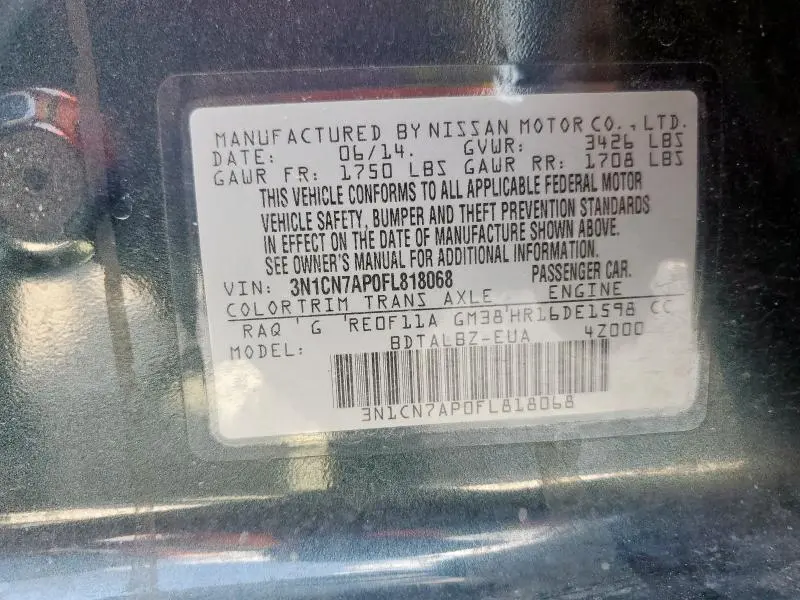 MANUFACTURED BY NISSAN MOTOR CO., LTD.
DATE: 06/14. GVWR: 3426 LBS
GAWR FR: 1750 LBS GAWR RR: 1708 LBS
THIS VEHICLE CONFORMS TO ALL APPLICABLE FEDERAL MOTOR
VEHICLE SAFETY, BUMPER AND THEFT PREVENTION STANDARDS
IN EFFECT ON THE DATE OF MANUFACTURE SHOWN ABOVE.
SEE OWNER'S MANUAL FOR ADDITIONAL INFORMATION.
VIN: 3N1CN7AP0FL818068 PASSENGER CAR.
COLOR TRIM TRANS AXLE ENGINE
RAQ G RE0F11A GM38 HR16DE1598 CC
MODEL: BDTALBZ-EUA 4Z000
3N1CN7AP0FL818068